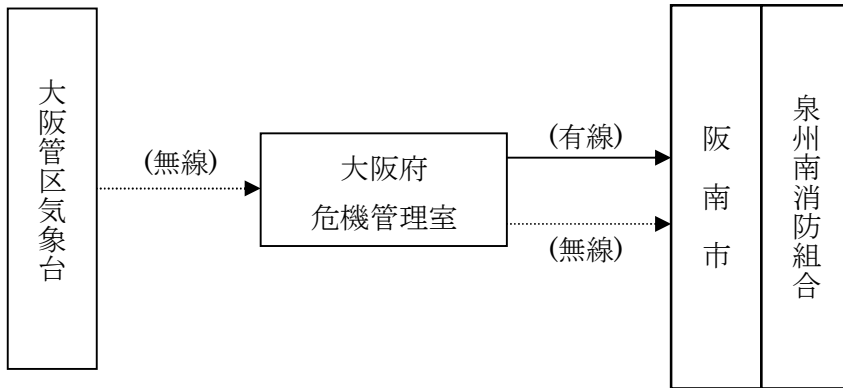 大阪管区気象台
(無線)
大阪府
危機管理室
(有線)
(無線)
阪南市
泉州南消防組合